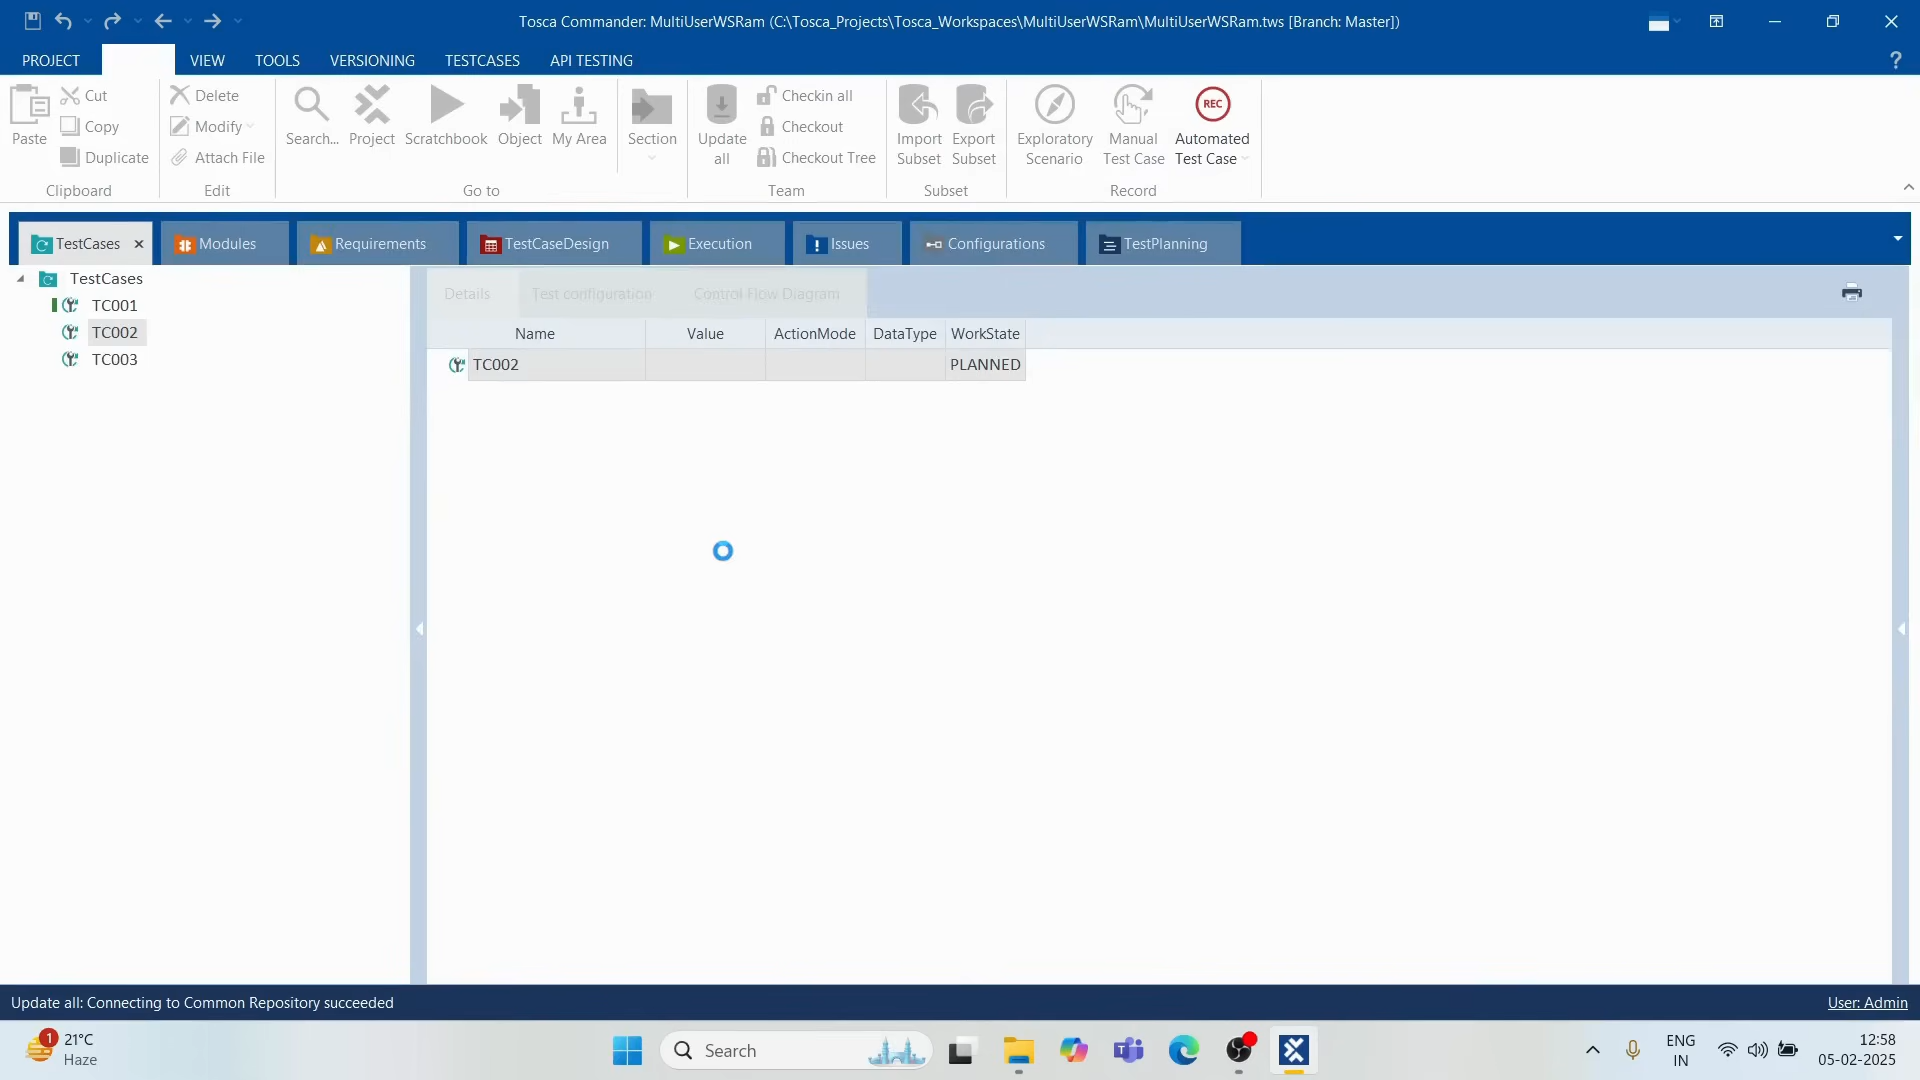 Tosca Commander: MultiUserWSRam (C:\Tosca_Projects\Tosca_Workspaces\MultiUserWSRam\MultiUserWSRam.tws [Branch: Master])
PROJECT VIEW TOOLS VERSIONING TESTCASES API TESTING ?
Paste Cut Copy Duplicate Clipboard
Delete Modify Attach File Edit
Search... Project Scratchbook Object My Area Section Go to
Update all Checkin all Checkout Checkout Tree Team
Import Subset Export Subset Subset
Exploratory Scenario Manual Test Case REC Automated Test Case Record
TestCases Modules Requirements TestCaseDesign Execution Issues Configurations TestPlanning
TestCases
TC001
TC002
TC003
Details Test configuration Control Flow Diagram
Name Value ActionMode DataType WorkState
TC002 PLANNED
Update all: Connecting to Common Repository succeeded User: Admin
1 21°C Haze
Search
ENG IN
12:58
05-02-2025